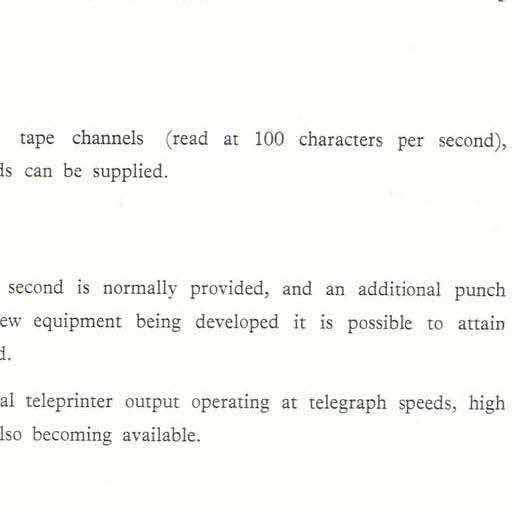 tape channels (read at 100 characters per second),
ds can be supplied.
second is normally provided, and an additional punch
ew equipment being developed it is possible to attain
d.
al teleprinter output operating at telegraph speeds, high
lso becoming available.